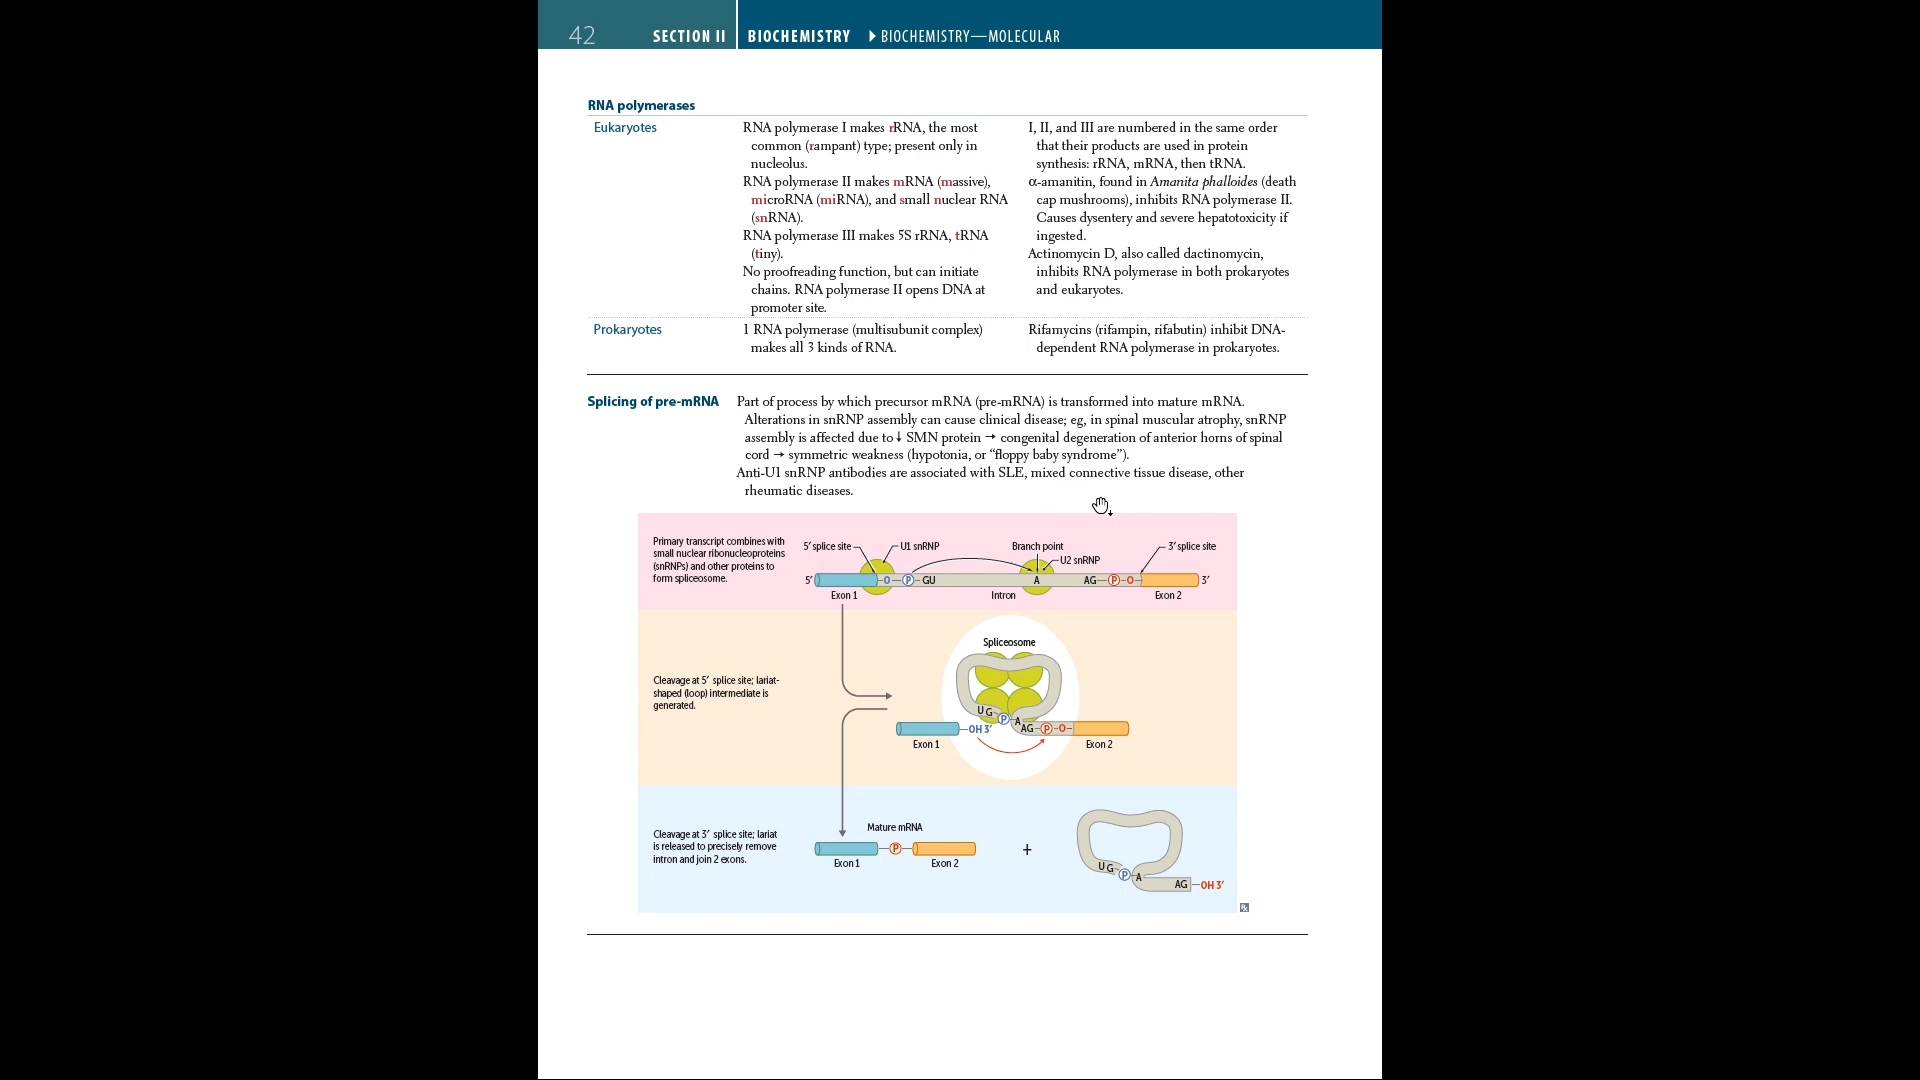 42 SECTION II BIOCHEMISTRY ▶ BIOCHEMISTRY—MOLECULAR
RNA polymerases
Eukaryotes
RNA polymerase I makes rRNA, the most
common (rampant) type; present only in
nucleolus.
RNA polymerase II makes mRNA (massive),
microRNA (miRNA), and small nuclear RNA
(snRNA).
RNA polymerase III makes 5S rRNA, tRNA
(tiny).
No proofreading function, but can initiate
chains. RNA polymerase II opens DNA at
promoter site.
I, II, and III are numbered in the same order
that their products are used in protein
synthesis: rRNA, mRNA, then tRNA.
α-amanitin, found in Amanita phalloides (death
cap mushrooms), inhibits RNA polymerase II.
Causes dysentery and severe hepatotoxicity if
ingested.
Actinomycin D, also called dactinomycin,
inhibits RNA polymerase in both prokaryotes
and eukaryotes.
Prokaryotes
1 RNA polymerase (multisubunit complex)
makes all 3 kinds of RNA.
Rifamycins (rifampin, rifabutin) inhibit DNA-
dependent RNA polymerase in prokaryotes.
Splicing of pre-mRNA
Part of process by which precursor mRNA (pre-mRNA) is transformed into mature mRNA.
Alterations in snRNP assembly can cause clinical disease; eg, in spinal muscular atrophy, snRNP
assembly is affected due to ↓ SMN protein → congenital degeneration of anterior horns of spinal
cord → symmetric weakness (hypotonia, or “floppy baby syndrome”).
Anti-U1 snRNP antibodies are associated with SLE, mixed connective tissue disease, other
rheumatic diseases.
Primary transcript combines with
small nuclear ribonucleoproteins
(snRNPs) and other proteins to
form spliceosome.
5′ splice site
U1 snRNP
Branch point
U2 snRNP
3′ splice site
5′
O P GU
A
AG P O
3′
Exon 1
Intron
Exon 2
Cleavage at 5′ splice site; lariat-
shaped (loop) intermediate is
generated.
Spliceosome
U G P A
OH 3′
AG P O
Exon 1
Exon 2
Cleavage at 3′ splice site; lariat
is released to precisely remove
intron and join 2 exons.
Mature mRNA
P
Exon 1
Exon 2
+
U G P A
AG OH 3′